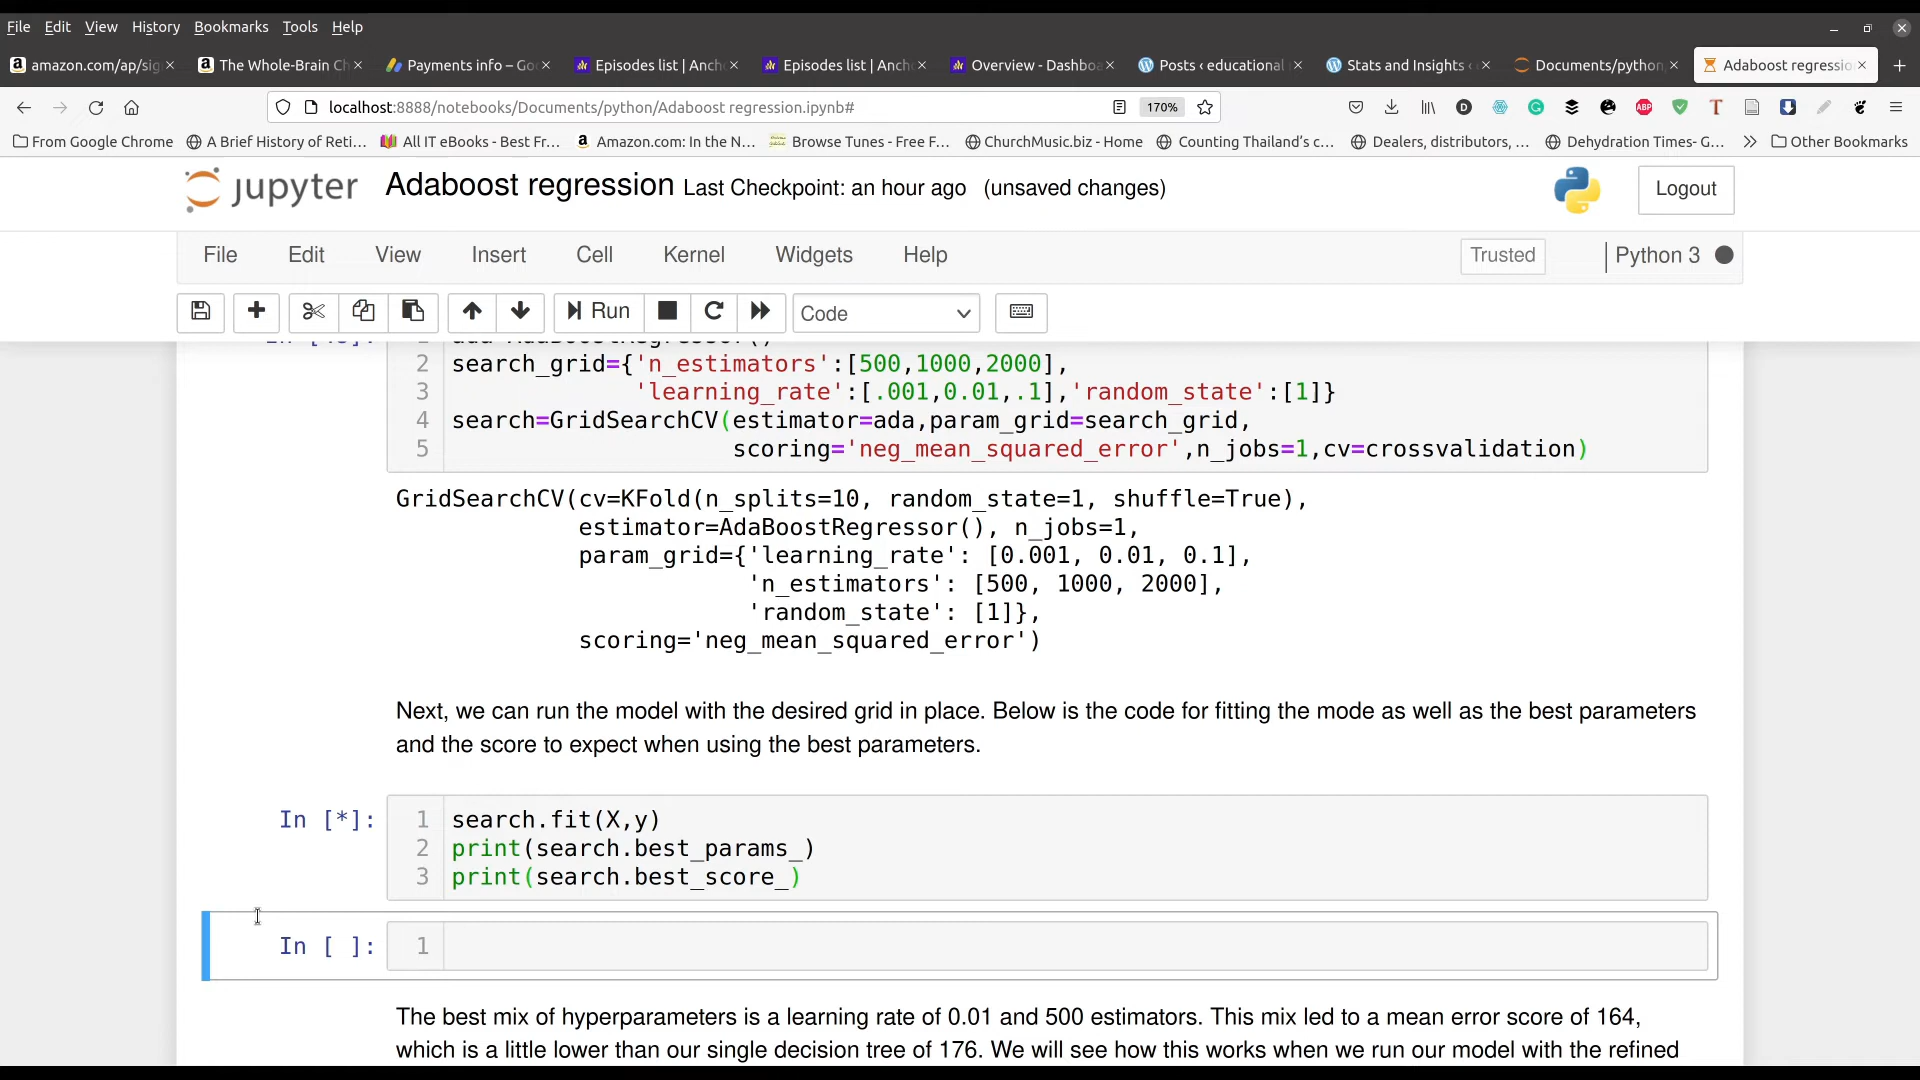 File Edit View History Bookmarks Tools Help
amazon.com/ap/sig The Whole-Brain Ch Payments info – Go Episodes list | Anch Episodes list | Anch Overview - Dashboa Posts ‹ educational Stats and Insights ‹ Documents/python Adaboost regressio
localhost:8888/notebooks/Documents/python/Adaboost regression.ipynb# 170%
From Google Chrome A Brief History of Reti... All IT eBooks - Best Fr... Amazon.com: In the N... Browse Tunes - Free F... ChurchMusic.biz - Home Counting Thailand's c... Dealers, distributors, ... Dehydration Times- G... Other Bookmarks
jupyter Adaboost regression Last Checkpoint: an hour ago (unsaved changes) Logout
File Edit View Insert Cell Kernel Widgets Help Trusted Python 3
Run Code
2 search_grid={'n_estimators':[500,1000,2000],
3 'learning_rate':[.001,0.01,.1],'random_state':[1]}
4 search=GridSearchCV(estimator=ada,param_grid=search_grid,
5 scoring='neg_mean_squared_error',n_jobs=1,cv=crossvalidation)
GridSearchCV(cv=KFold(n_splits=10, random_state=1, shuffle=True),
estimator=AdaBoostRegressor(), n_jobs=1,
param_grid={'learning_rate': [0.001, 0.01, 0.1],
'n_estimators': [500, 1000, 2000],
'random_state': [1]},
scoring='neg_mean_squared_error')
Next, we can run the model with the desired grid in place. Below is the code for fitting the mode as well as the best parameters
and the score to expect when using the best parameters.
In [*]: 1 search.fit(X,y)
2 print(search.best_params_)
3 print(search.best_score_)
In [ ]: 1
The best mix of hyperparameters is a learning rate of 0.01 and 500 estimators. This mix led to a mean error score of 164,
which is a little lower than our single decision tree of 176. We will see how this works when we run our model with the refined